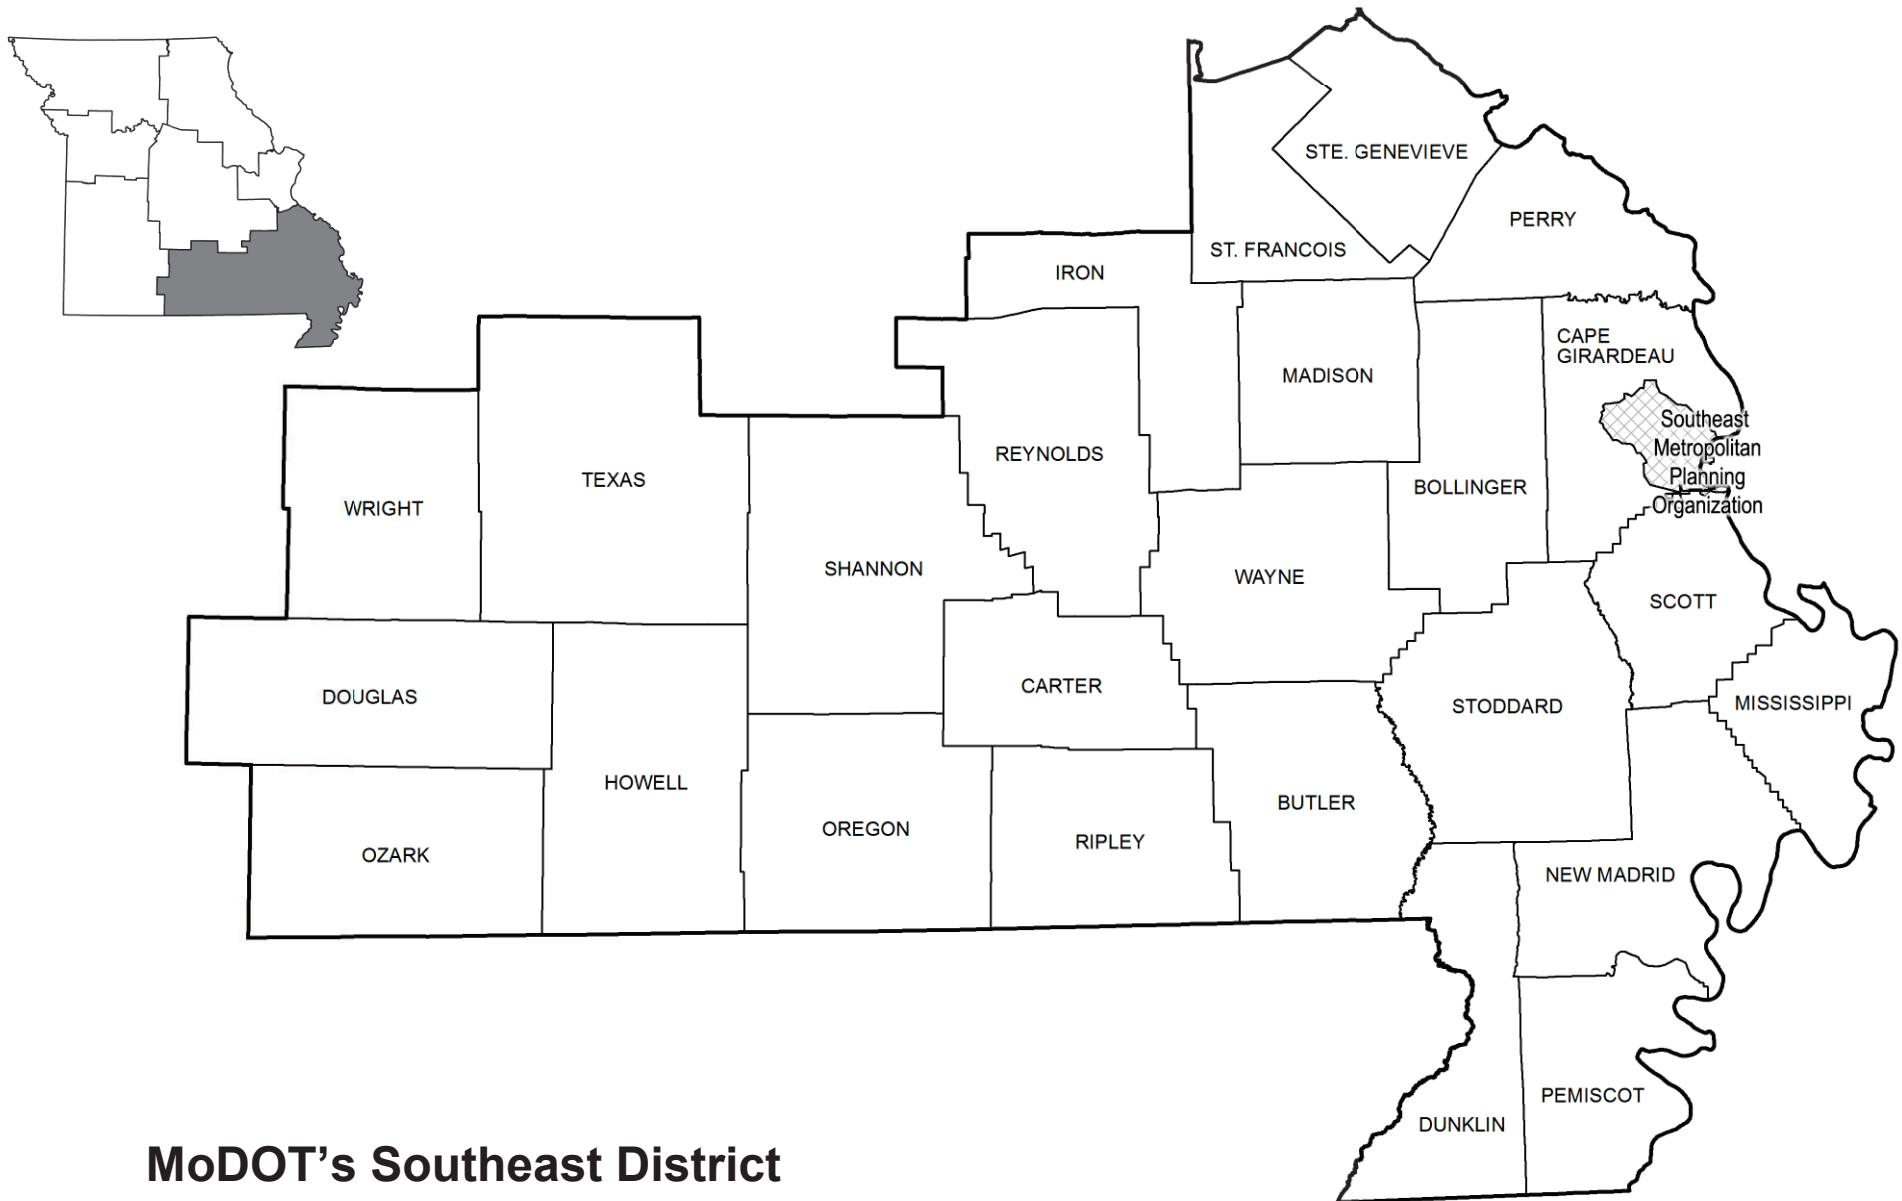 STE. GENEVIEVE
PERRY
ST. FRANCOIS
IRON
CAPE
GIRARDEAU
MADISON
Southeast
Metropolitan
Planning
Organization
REYNOLDS
TEXAS
BOLLINGER
WRIGHT
SHANNON
WAYNE
SCOTT
CARTER
DOUGLAS
MISSISSIPPI
STODDARD
HOWELL
BUTLER
OREGON
RIPLEY
OZARK
NEW MADRID
PEMISCOT
DUNKLIN
MoDOT’s Southeast District